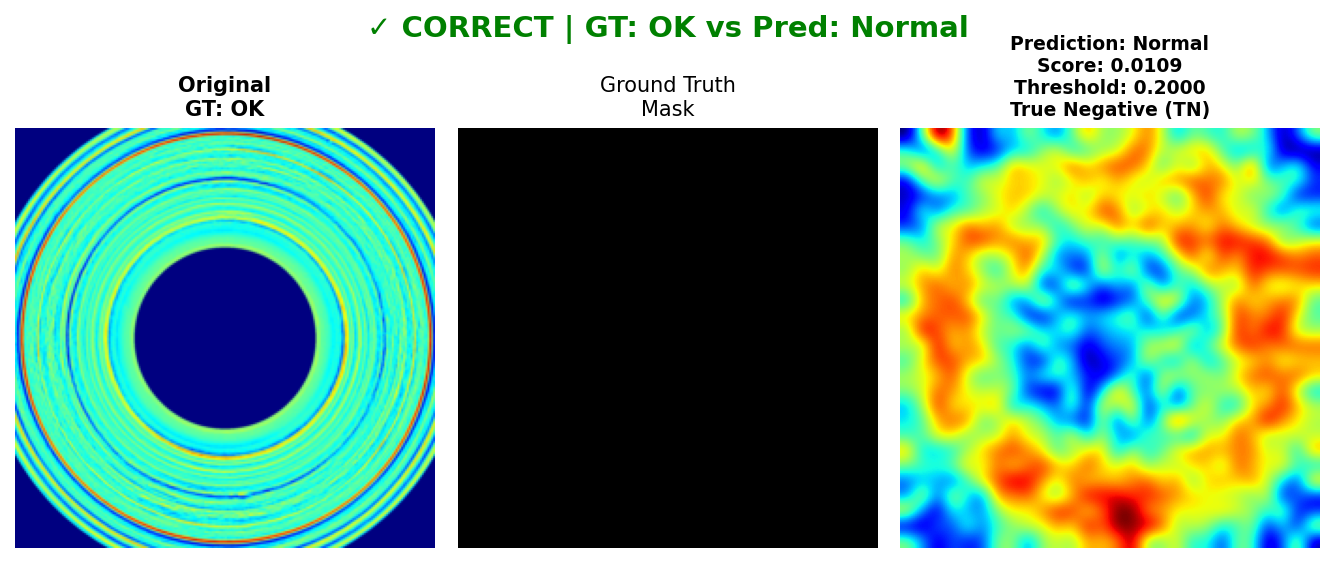 ✓ CORRECT | GT: OK vs Pred: Normal
Original
GT: OK
Ground Truth
Mask
Prediction: Normal
Score: 0.0109
Threshold: 0.2000
True Negative (TN)